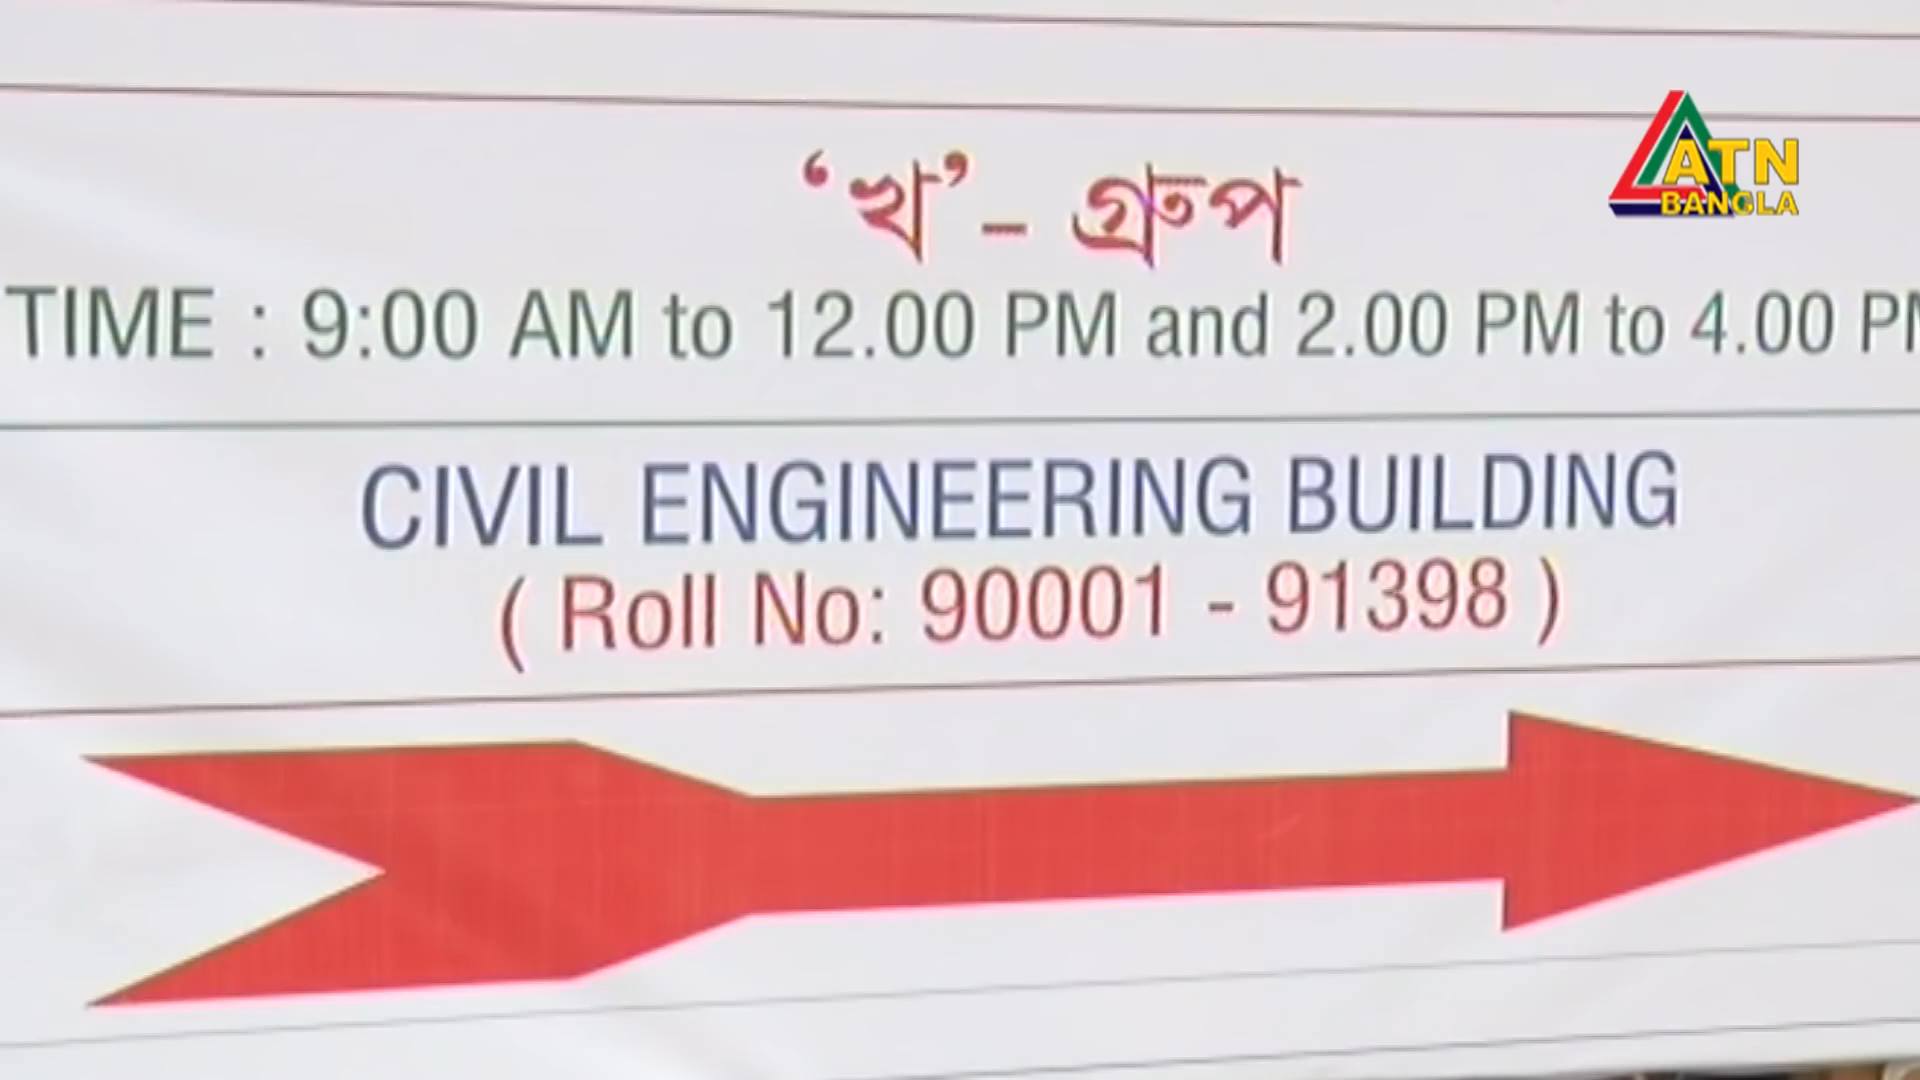 ATN
BANGLA
‘খ’ – গ্রুপ
TIME : 9:00 AM to 12.00 PM and 2.00 PM to 4.00 PM
CIVIL ENGINEERING BUILDING
( Roll No: 90001 - 91398 )